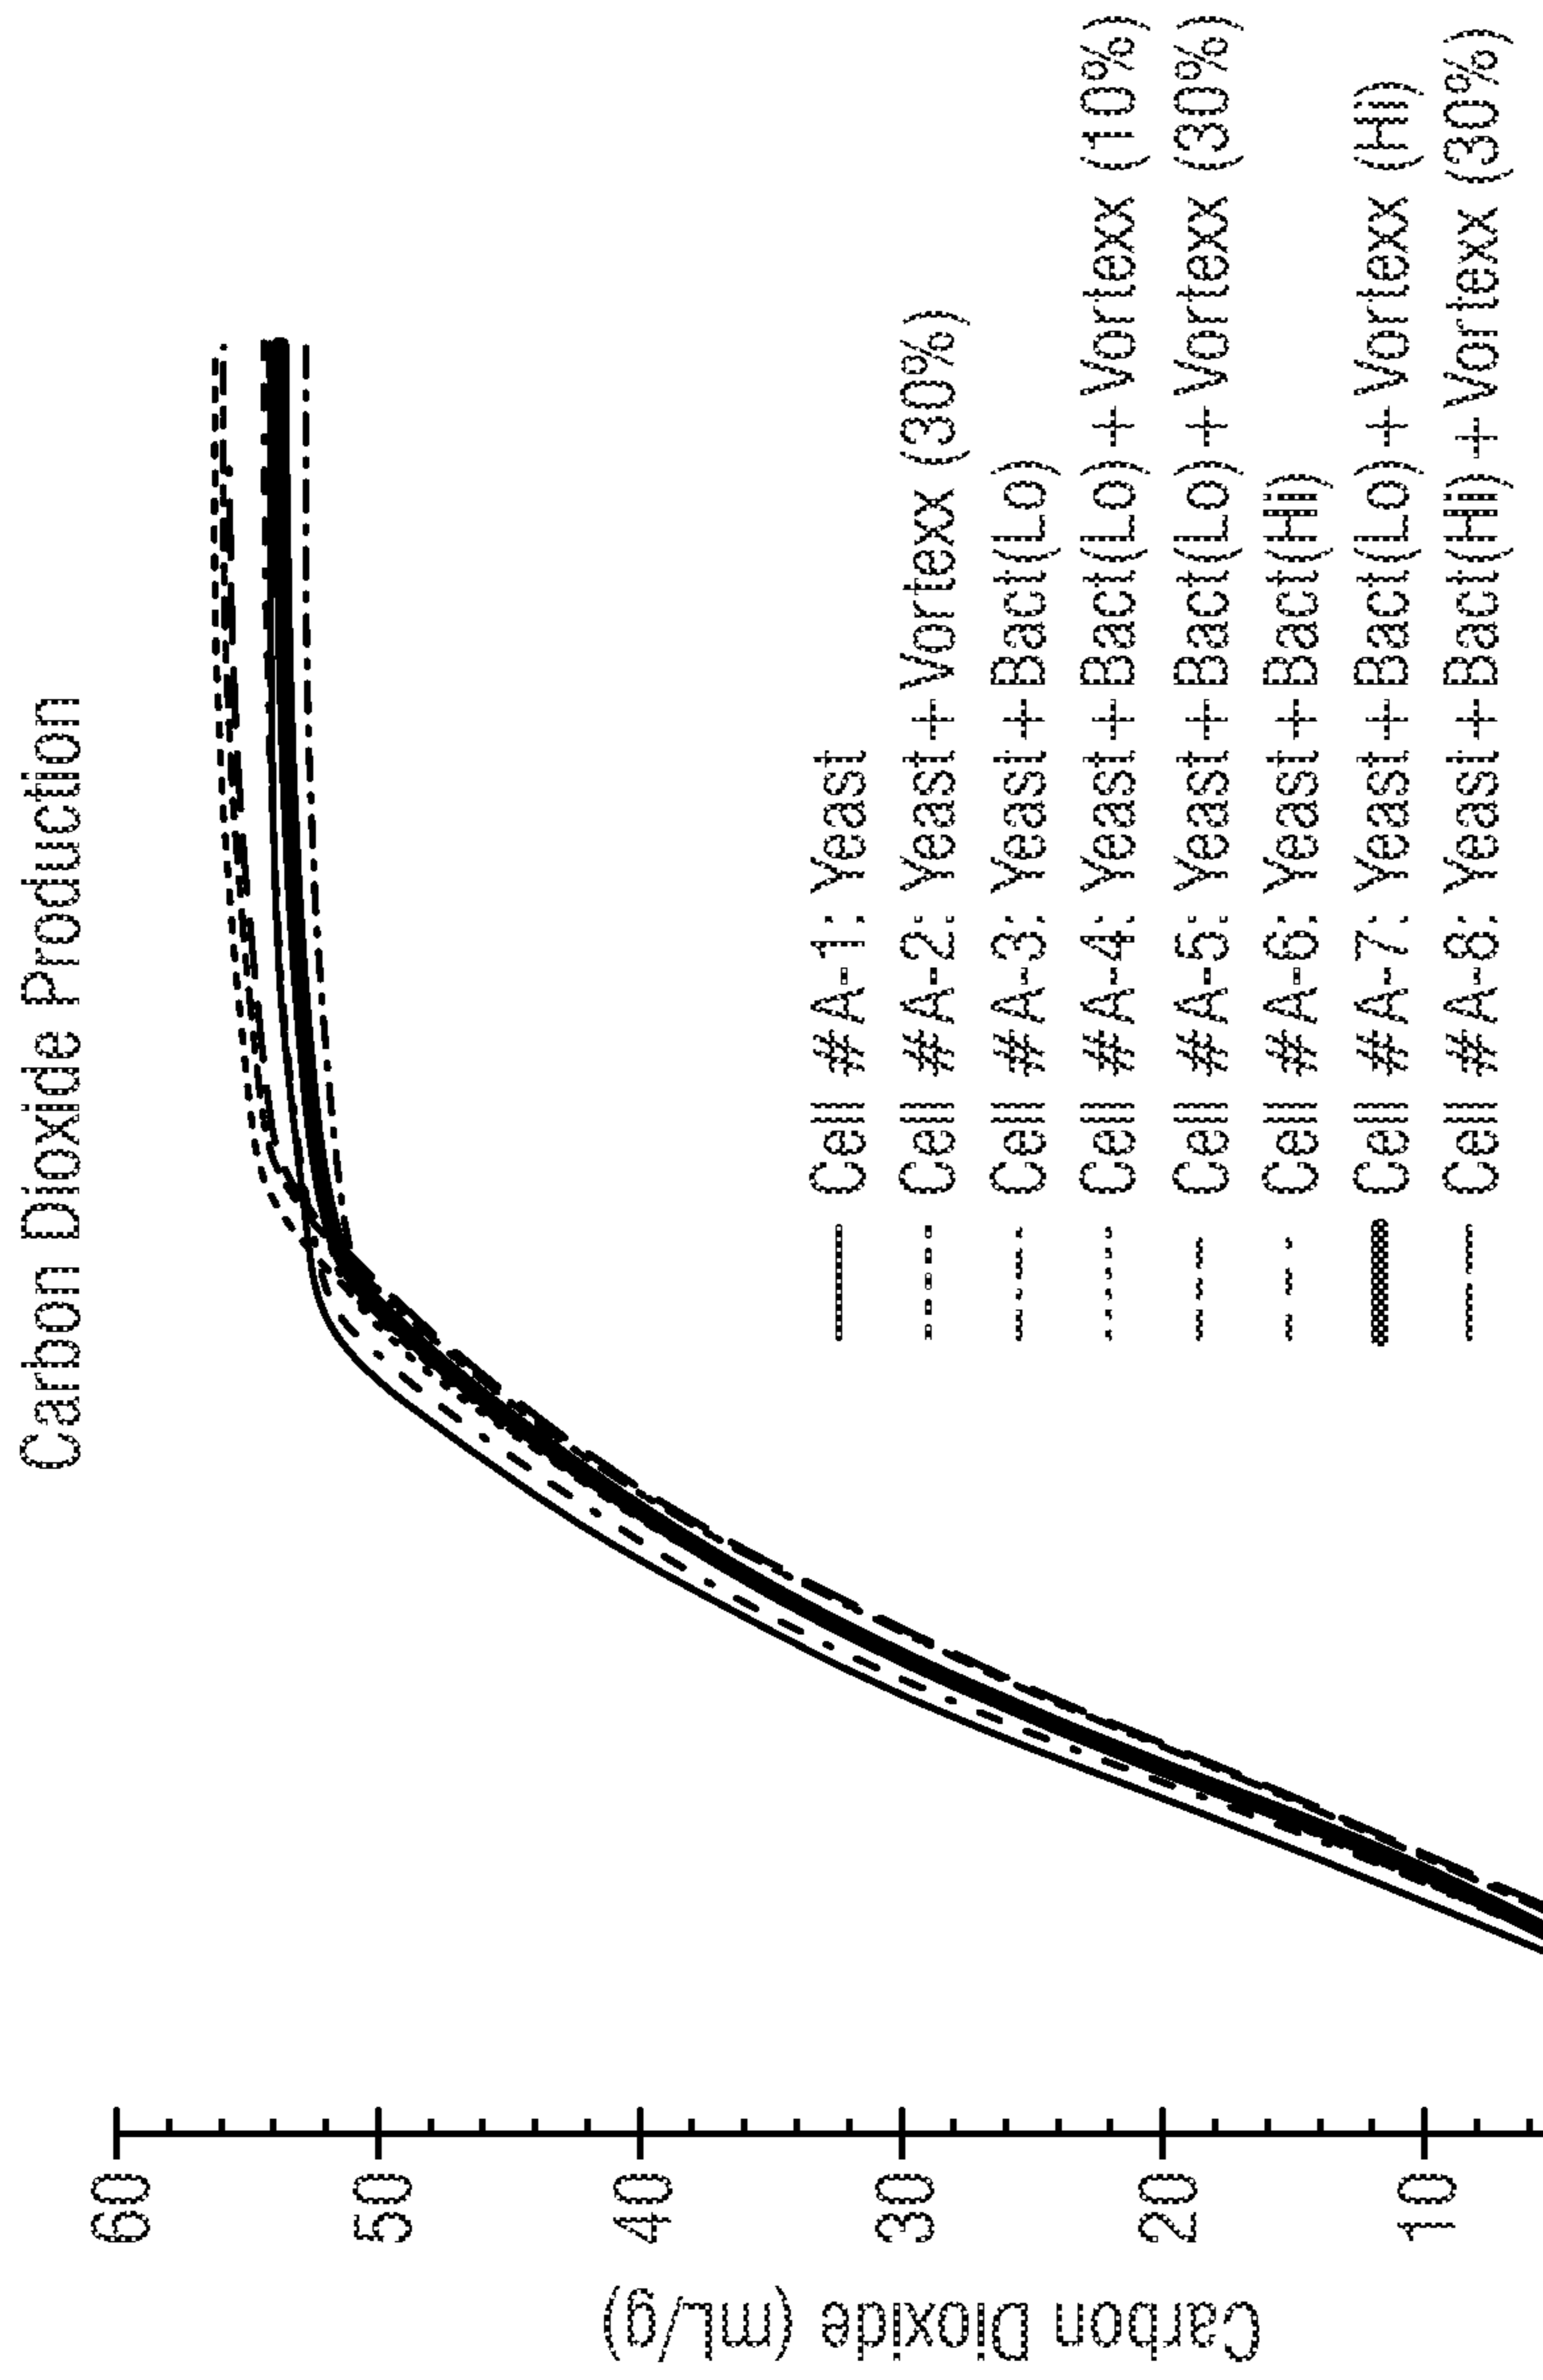 Carbon Dioxide Production
60
50
40
30
20
10
Carbon Dioxide (mL/g)
Cell #A-1: Yeast
Cell #A-2: Yeast + Vortexx (30%)
Cell #A-3: Yeast + Bact(Lo)
Cell #A-4: Yeast + Bact(Lo) + Vortexx (10%)
Cell #A-5: Yeast + Bact(Lo) + Vortexx (30%)
Cell #A-6: Yeast + Bact(Hi)
Cell #A-7: Yeast + Bact(Lo) + Vortexx (Hi)
Cell #A-8: Yeast + Bact(Hi) + Vortexx (30%)